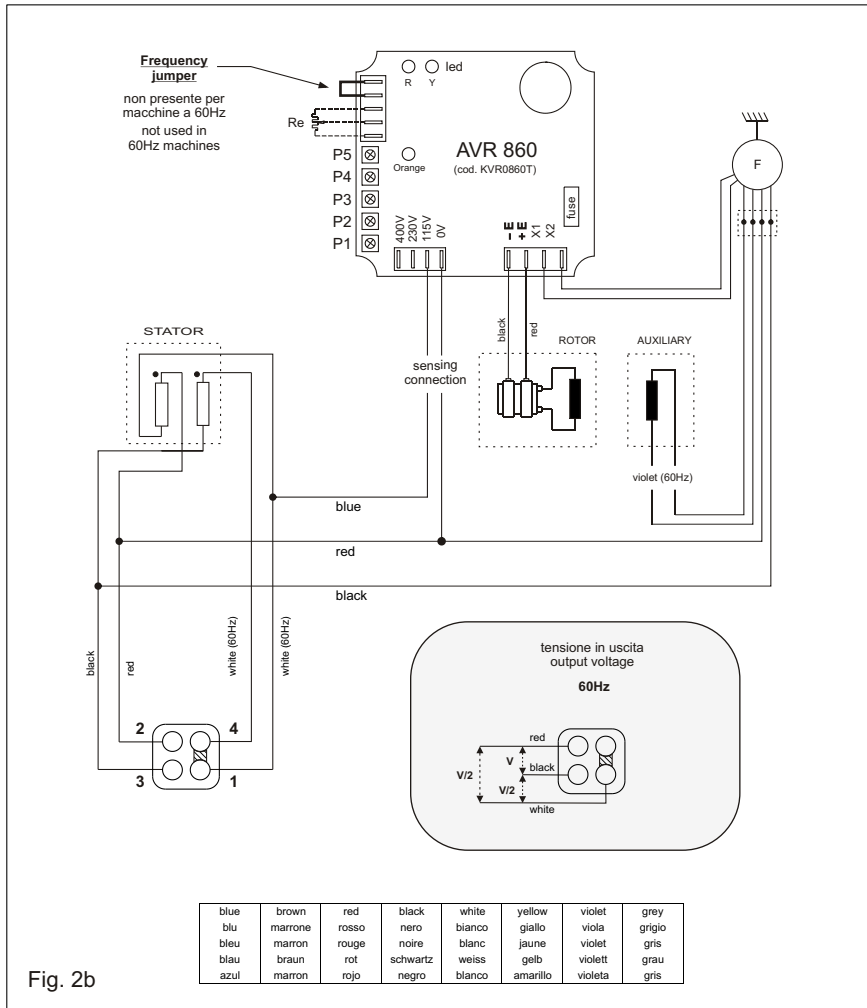 Frequency
jumper
non presente per
macchine a 60Hz
not used in
60Hz machines
Re
led
R Y
Orange
AVR 860
(cod. KVR0860T)
P5
P4
P3
P2
P1
400V
230V
115V
0V
– E
+ E
X1
X2
fuse
F
STATOR
sensing
connection
black
red
ROTOR
AUXILIARY
violet (60Hz)
blue
red
black
black
red
white (60Hz)
white (60Hz)
2 4
3 1
tensione in uscita
output voltage
60Hz
red
V
black
V/2
V/2
white
blue brown red black white yellow violet grey
blu marrone rosso nero bianco giallo viola grigio
bleu marron rouge noire blanc jaune violet gris
blau braun rot schwartz weiss gelb violett grau
azul marron rojo negro blanco amarillo violeta gris
Fig. 2b